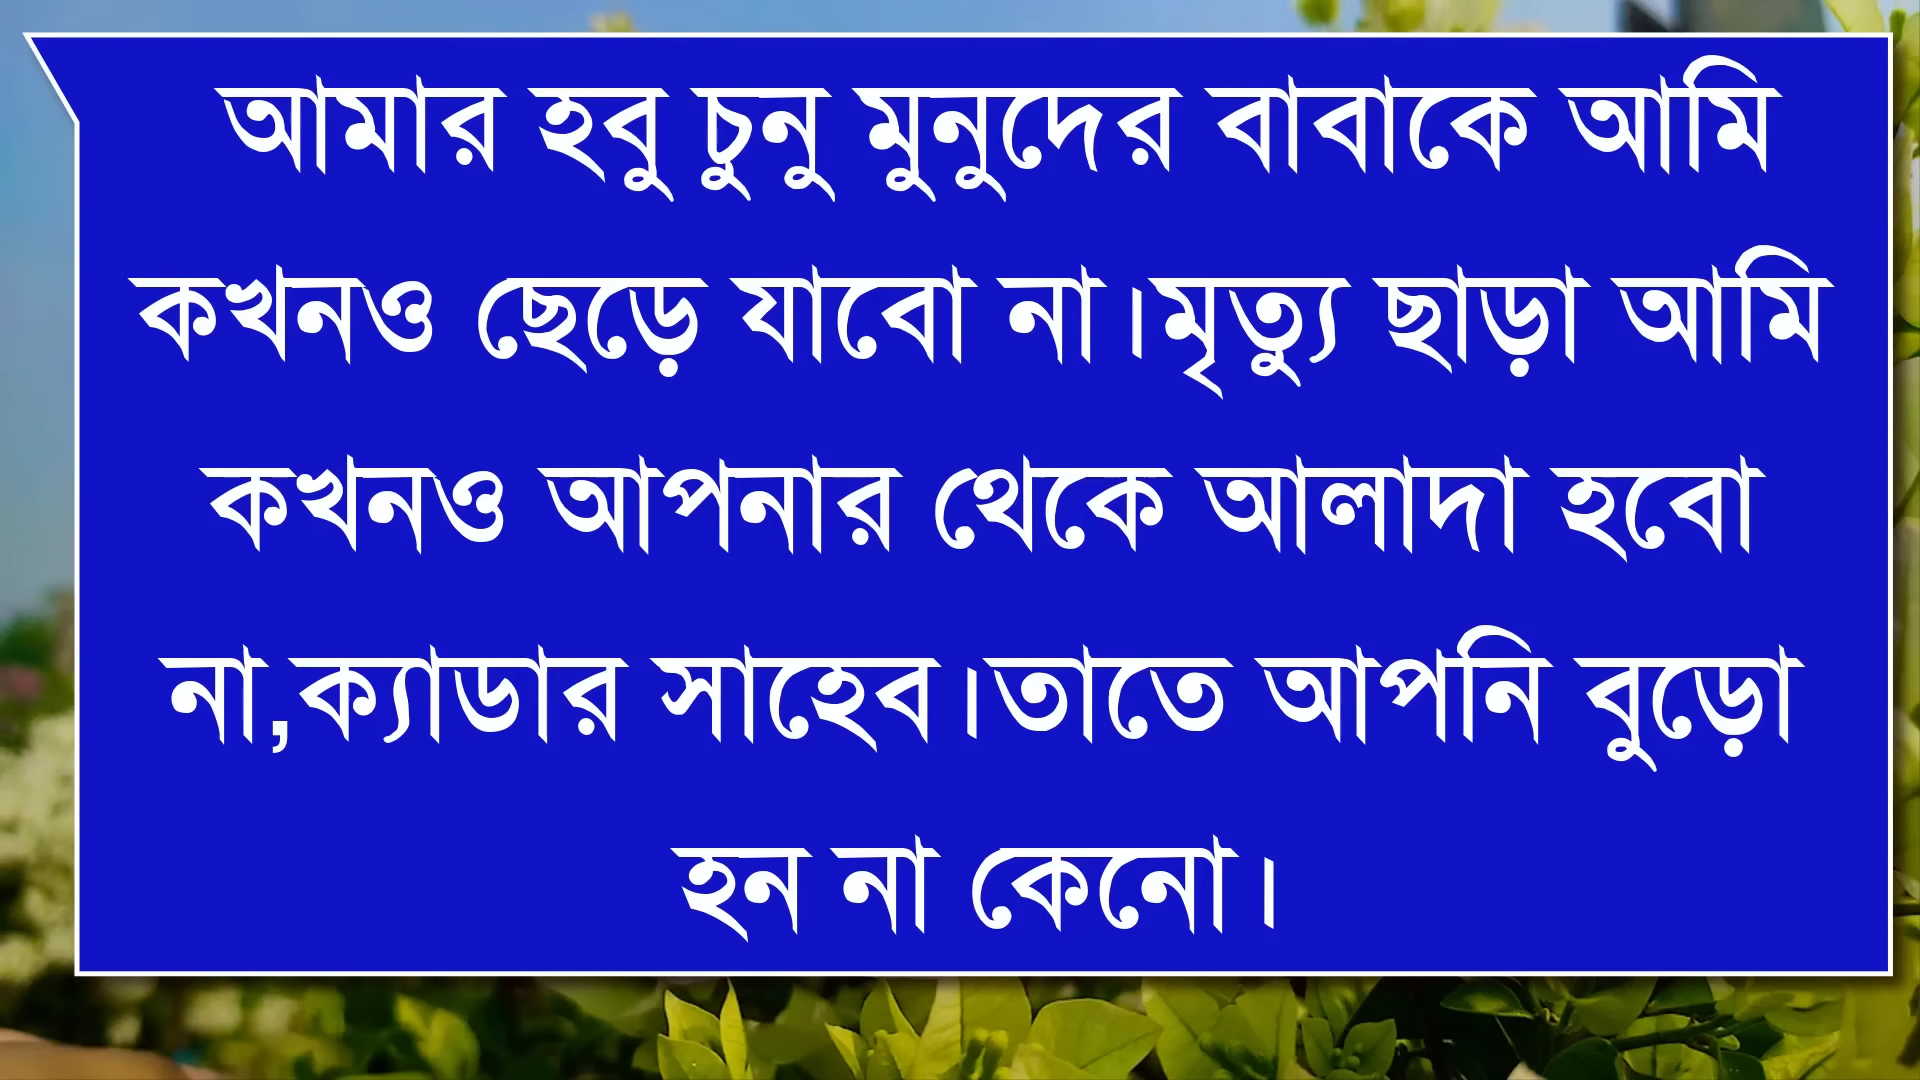 আমার হবু চুনু মুনুদের বাবাকে আমি
কখনও ছেড়ে যাবো না।মৃত্যু ছাড়া আমি
কখনও আপনার থেকে আলাদা হবো
না,ক্যাডার সাহেব।তাতে আপনি বুড়ো
হন না কেনো।